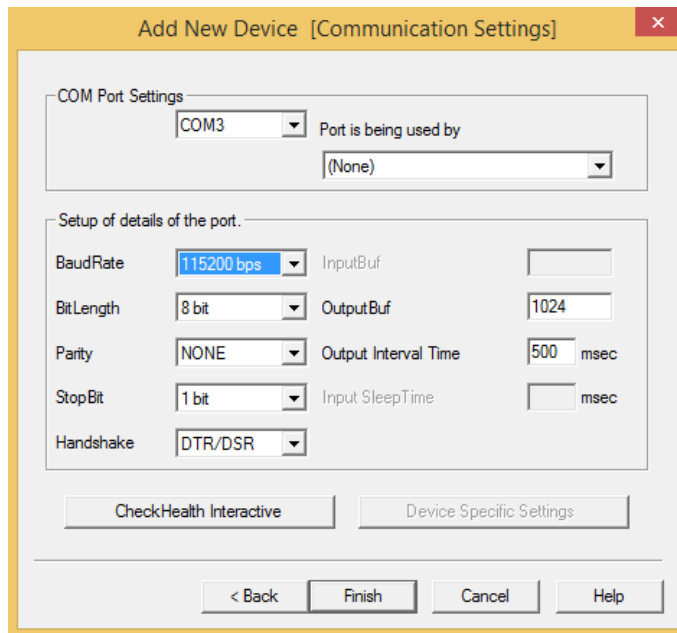 Add New Device [Communication Settings]
COM Port Settings
COM3
Port is being used by
(None)
Setup of details of the port.
BaudRate 115200 bps InputBuf
BitLength 8 bit OutputBuf 1024
Parity NONE Output Interval Time 500 msec
StopBit 1 bit Input SleepTime msec
Handshake DTR/DSR
CheckHealth Interactive Device Specific Settings
< Back Finish Cancel Help